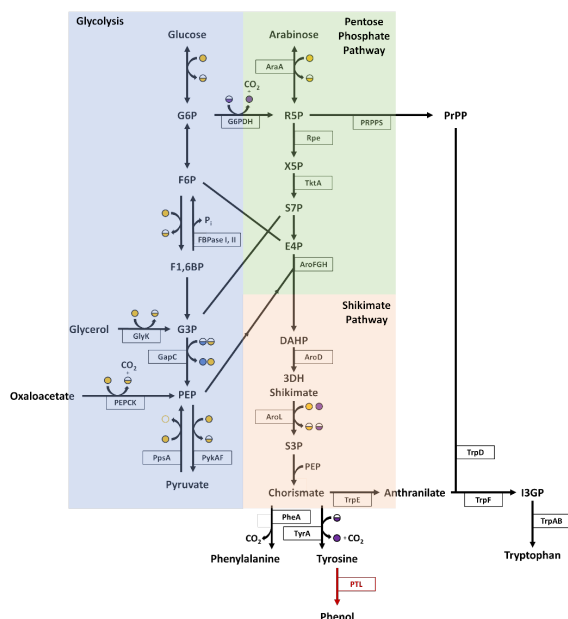 Glycolysis
Pentose
Phosphate
Pathway
Glucose
Arabinose
AraA
CO2
G6P
G6PDH
R5P
PRPPS
PrPP
Rpe
X5P
F6P
TktA
S7P
Pi
FBPase I, II
E4P
AroFGH
F1,6BP
Shikimate
Pathway
Glycerol
GlyK
G3P
DAHP
GapC
AroD
CO2
3DH
Oxaloacetate
PEPCK
PEP
Shikimate
AroL
PpsA
PykAF
S3P
TrpD
PEP
Pyruvate
Chorismate
TrpE
Anthranilate
TrpF
I3GP
PheA
TyrA
TrpAB
CO2
+ CO2
Phenylalanine
Tyrosine
Tryptophan
PTL
Phenol